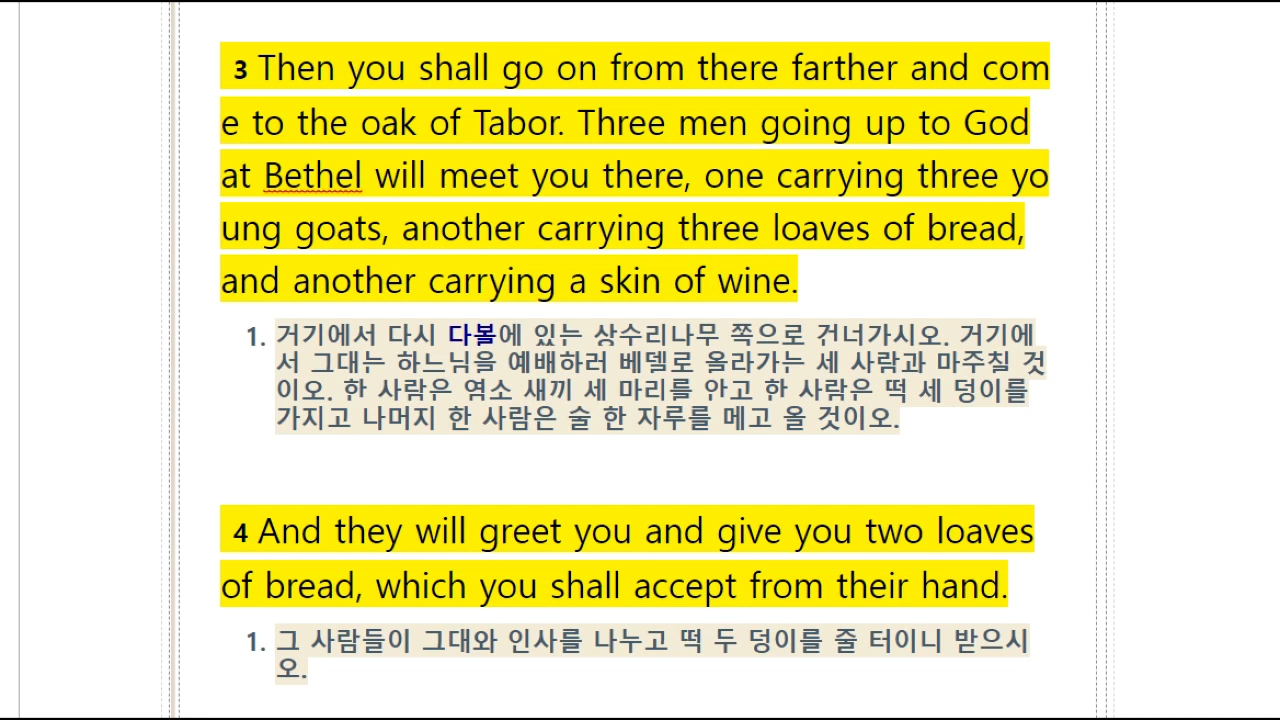 3 Then you shall go on from there farther and com
e to the oak of Tabor. Three men going up to God
at Bethel will meet you there, one carrying three yo
ung goats, another carrying three loaves of bread,
and another carrying a skin of wine.
1. 거기에서 다시 다볼에 있는 상수리나무 쪽으로 건너가시오. 거기에
서 그대는 하느님을 예배하러 베델로 올라가는 세 사람과 마주칠 것
이오. 한 사람은 염소 새끼 세 마리를 안고 한 사람은 떡 세 덩이를
가지고 나머지 한 사람은 술 한 자루를 메고 올 것이오.
4 And they will greet you and give you two loaves
of bread, which you shall accept from their hand.
1. 그 사람들이 그대와 인사를 나누고 떡 두 덩이를 줄 터이니 받으시
오.